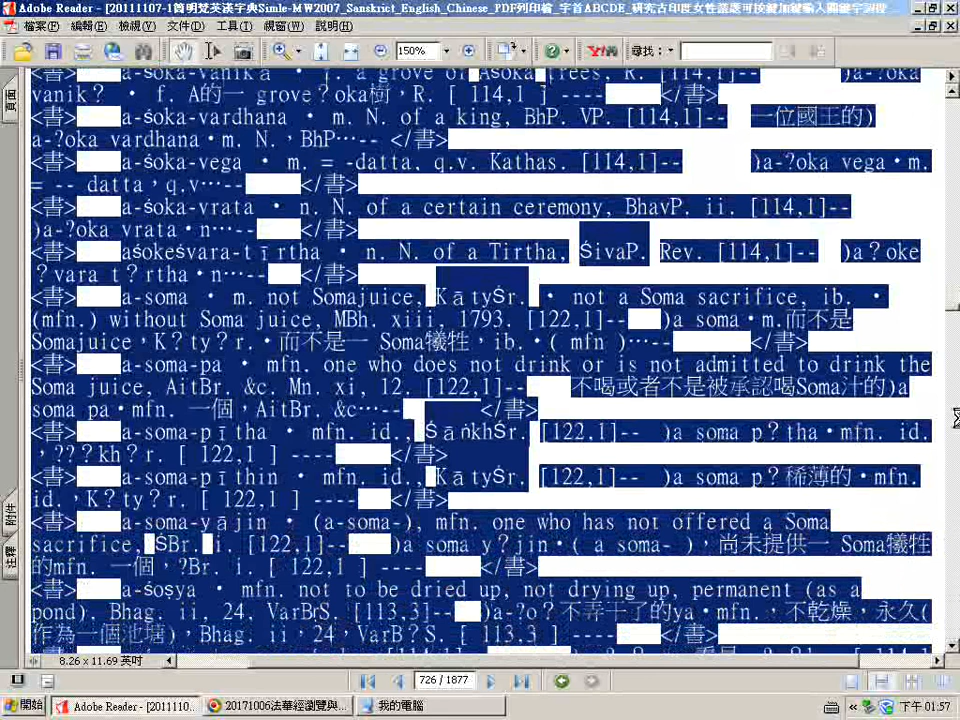 Adobe Reader - [20111107-1簡明梵英漢字典Simle-MW2007_Sanskrict_English_Chinese_PDF列印檔_字首ABCDE_研究古印度女性議題可按
檔案(F) 編輯(E) 檢視(V) 文件(D) 工具(T) 視窗(W) 說明(H)
150% 尋找：
頁面
附件
注釋
<書> a-śoka-vanikā • f. a grove of Aśoka trees, R. [114,1]-- )a-?oka
vanik？ • f. A的一 grove？oka樹，R. [ 114,1 ] ---- </書>
<書> a-śoka-vardhana • m. N. of a king, BhP. VP. [114,1]-- 一位國王的)
a-?oka vardhana•m. N.，BhP…-- </書>
<書> a-śoka-vega • m. = -datta, q.v. Kathas. [114,1]-- )a-?oka vega•m.
= -- datta，q.v…-- </書>
<書> a-śoka-vrata • n. N. of a certain ceremony, BhavP. ii. [114,1]--
)a-?oka vrata•n…-- </書>
<書> aśokeśvara-tīrtha • n. N. of a Tirtha, ŚivaP. Rev. [114,1]-- )a？oke
？vara t？rtha•n…-- </書>
<書> a-soma • m. not Somajuice, KātyŚr. • not a Soma sacrifice, ib. •
(mfn.) without Soma juice, MBh. xiii, 1793. [122,1]-- )a soma•m.而不是
Somajuice，K？ty？r.•而不是一 Soma犧牲，ib.•( mfn )…-- </書>
<書> a-soma-pa • mfn. one who does not drink or is not admitted to drink the
Soma juice, AitBr. &c. Mn. xi, 12. [122,1]-- 不喝或者不是被承認喝Soma汁的)a
soma pa•mfn. 一個，AitBr. &c…-- </書>
<書> a-soma-pītha • mfn. id., ŚāṅkhŚr. [122,1]-- )a soma p？tha•mfn. id.
，???kh？r. [ 122,1 ] ---- </書>
<書> a-soma-pīthin • mfn. id., KātyŚr. [122,1]-- )a soma p？稀薄的•mfn.
id.，K？ty？r. [ 122,1 ] ---- </書>
<書> a-soma-yājin • (a-soma-), mfn. one who has not offered a Soma
sacrifice, ŚBr. i. [122,1]-- )a soma y？jin•( a soma- )，尚未提供一 Soma犧牲
的mfn. 一個，?Br. i. [ 122,1 ] ---- </書>
<書> a-śoṣya • mfn. not to be dried up, not drying up, permanent (as a
pond), Bhag. ii, 24, VarBṛS. [113,3]-- )a-?o？不弄干了的ya•mfn.，不乾燥，永久(
作為一個池塘)，Bhag. ii，24，VarB？S. [ 113.3 ] ---- </書>
8.26 x 11.69 英吋
726 / 1877
開始 Adobe Reader - [2011110... 20171006法華經瀏覽與... 我的電腦 下午 01:57